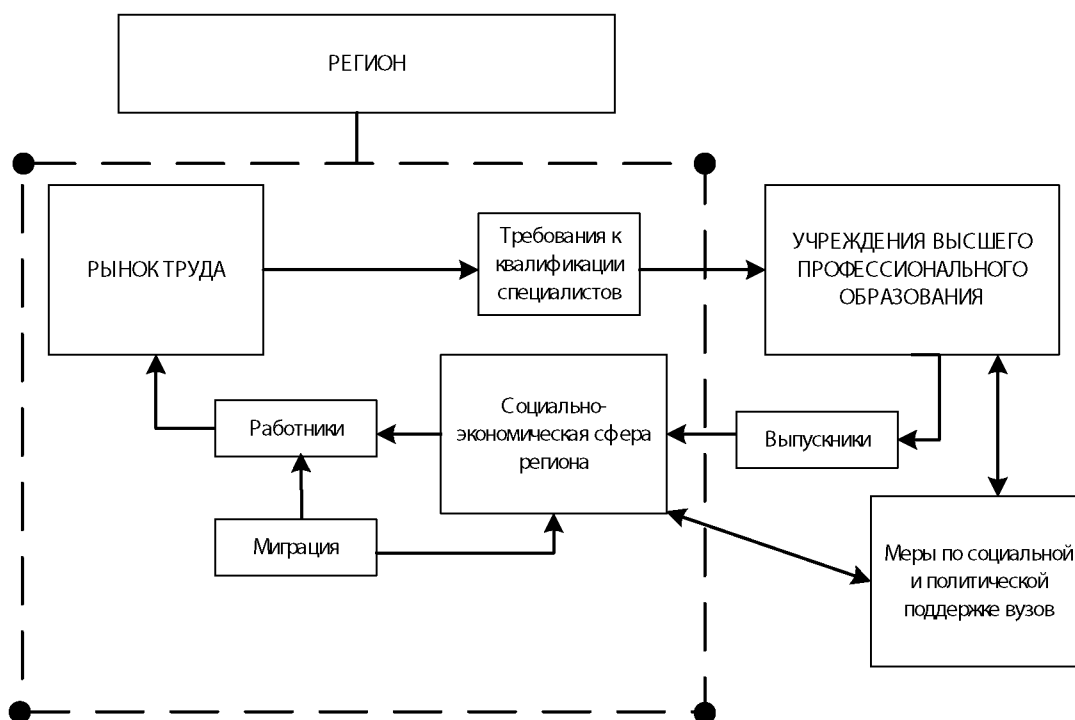 РЕГИОН
РЫНОК ТРУДА
Требования к
квалификации
специалистов
УЧРЕЖДЕНИЯ ВЫСШЕГО
ПРОФЕССИОНАЛЬНОГО
ОБРАЗОВАНИЯ
Работники
Социально-
экономическая сфера
региона
Выпускники
Миграция
Меры по социальной
и политической
поддержке вузов